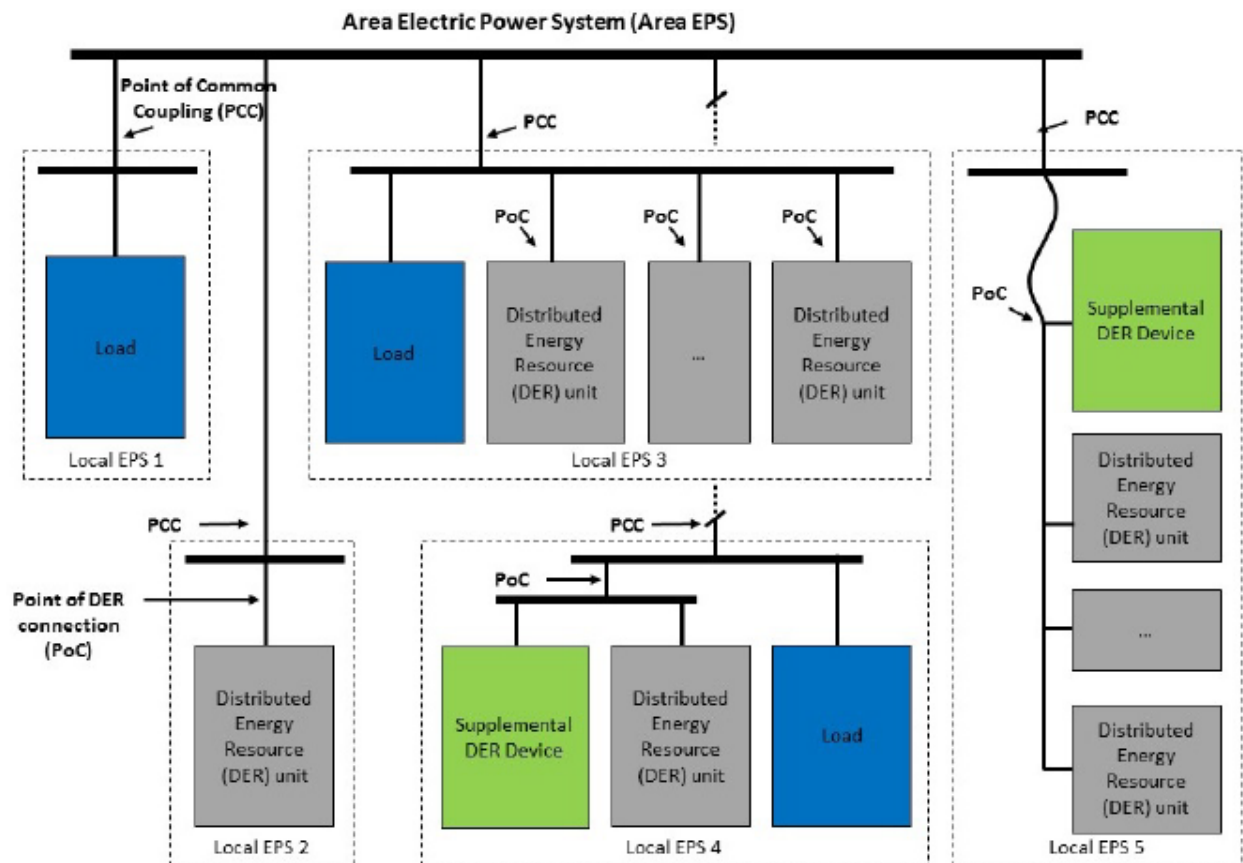 Area Electric Power System (Area EPS)
Point of Common
Coupling (PCC)
PCC
PCC
PoC
PoC
PoC
Load
Load
Distributed
Energy
Resource
(DER) unit
...
Distributed
Energy
Resource
(DER) unit
Local EPS 1
Local EPS 3
PoC
Supplemental
DER Device
Distributed
Energy
Resource
(DER) unit
...
Distributed
Energy
Resource
(DER) unit
Local EPS 5
PCC
Point of DER
connection
(PoC)
Distributed
Energy
Resource
(DER) unit
Local EPS 2
PCC
PoC
Supplemental
DER Device
Distributed
Energy
Resource
(DER) unit
Load
Local EPS 4